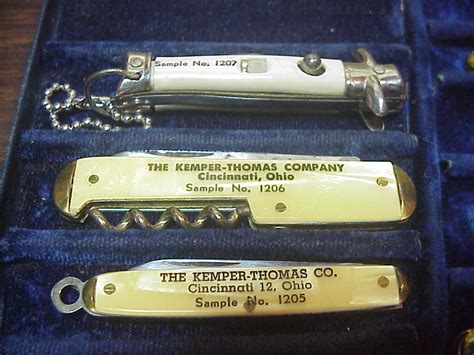 Sample No. 1207
THE KEMPER-THOMAS COMPANY
Cincinnati, Ohio
Sample No. 1206
THE KEMPER-THOMAS CO.
Cincinnati 12, Ohio
Sample No. 1205